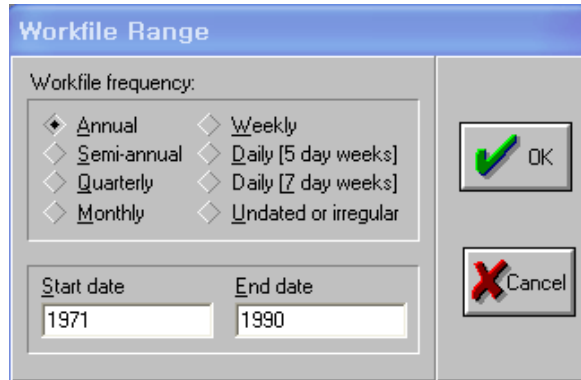 Workfile Range
Workfile frequency:
Annual
Semi-annual
Quarterly
Monthly
Weekly
Daily [5 day weeks]
Daily [7 day weeks]
Undated or irregular
Start date
1971
End date
1990
OK
Cancel